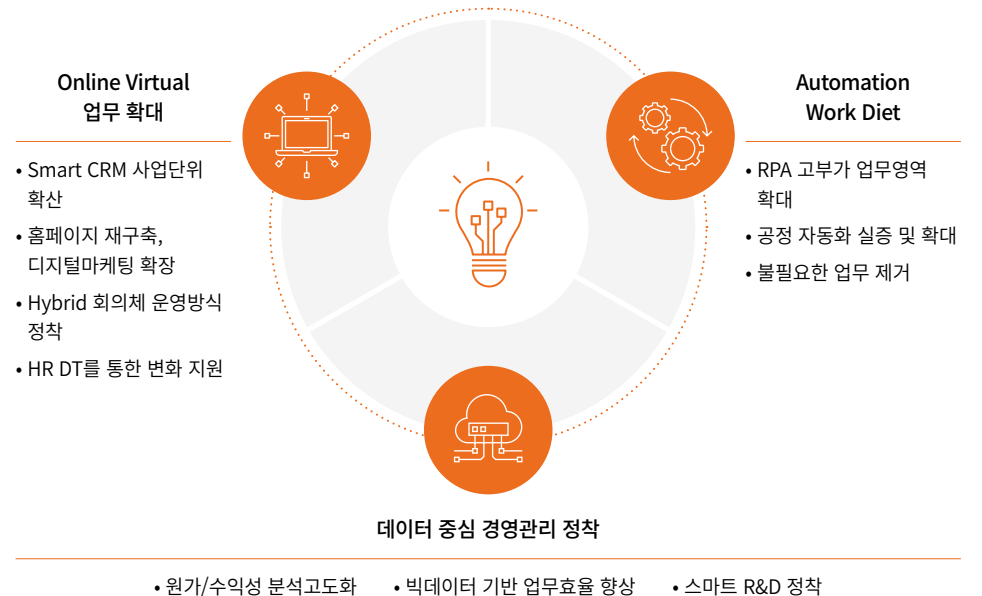 Online Virtual
업무 확대
• Smart CRM 사업단위
확산
• 홈페이지 재구축,
디지털마케팅 확장
• Hybrid 회의체 운영방식
정착
• HR DT를 통한 변화 지원
Automation
Work Diet
• RPA 고부가 업무영역
확대
• 공정 자동화 실증 및 확대
• 불필요한 업무 제거
데이터 중심 경영관리 정착
• 원가/수익성 분석고도화 • 빅데이터 기반 업무효율 향상 • 스마트 R&D 정착